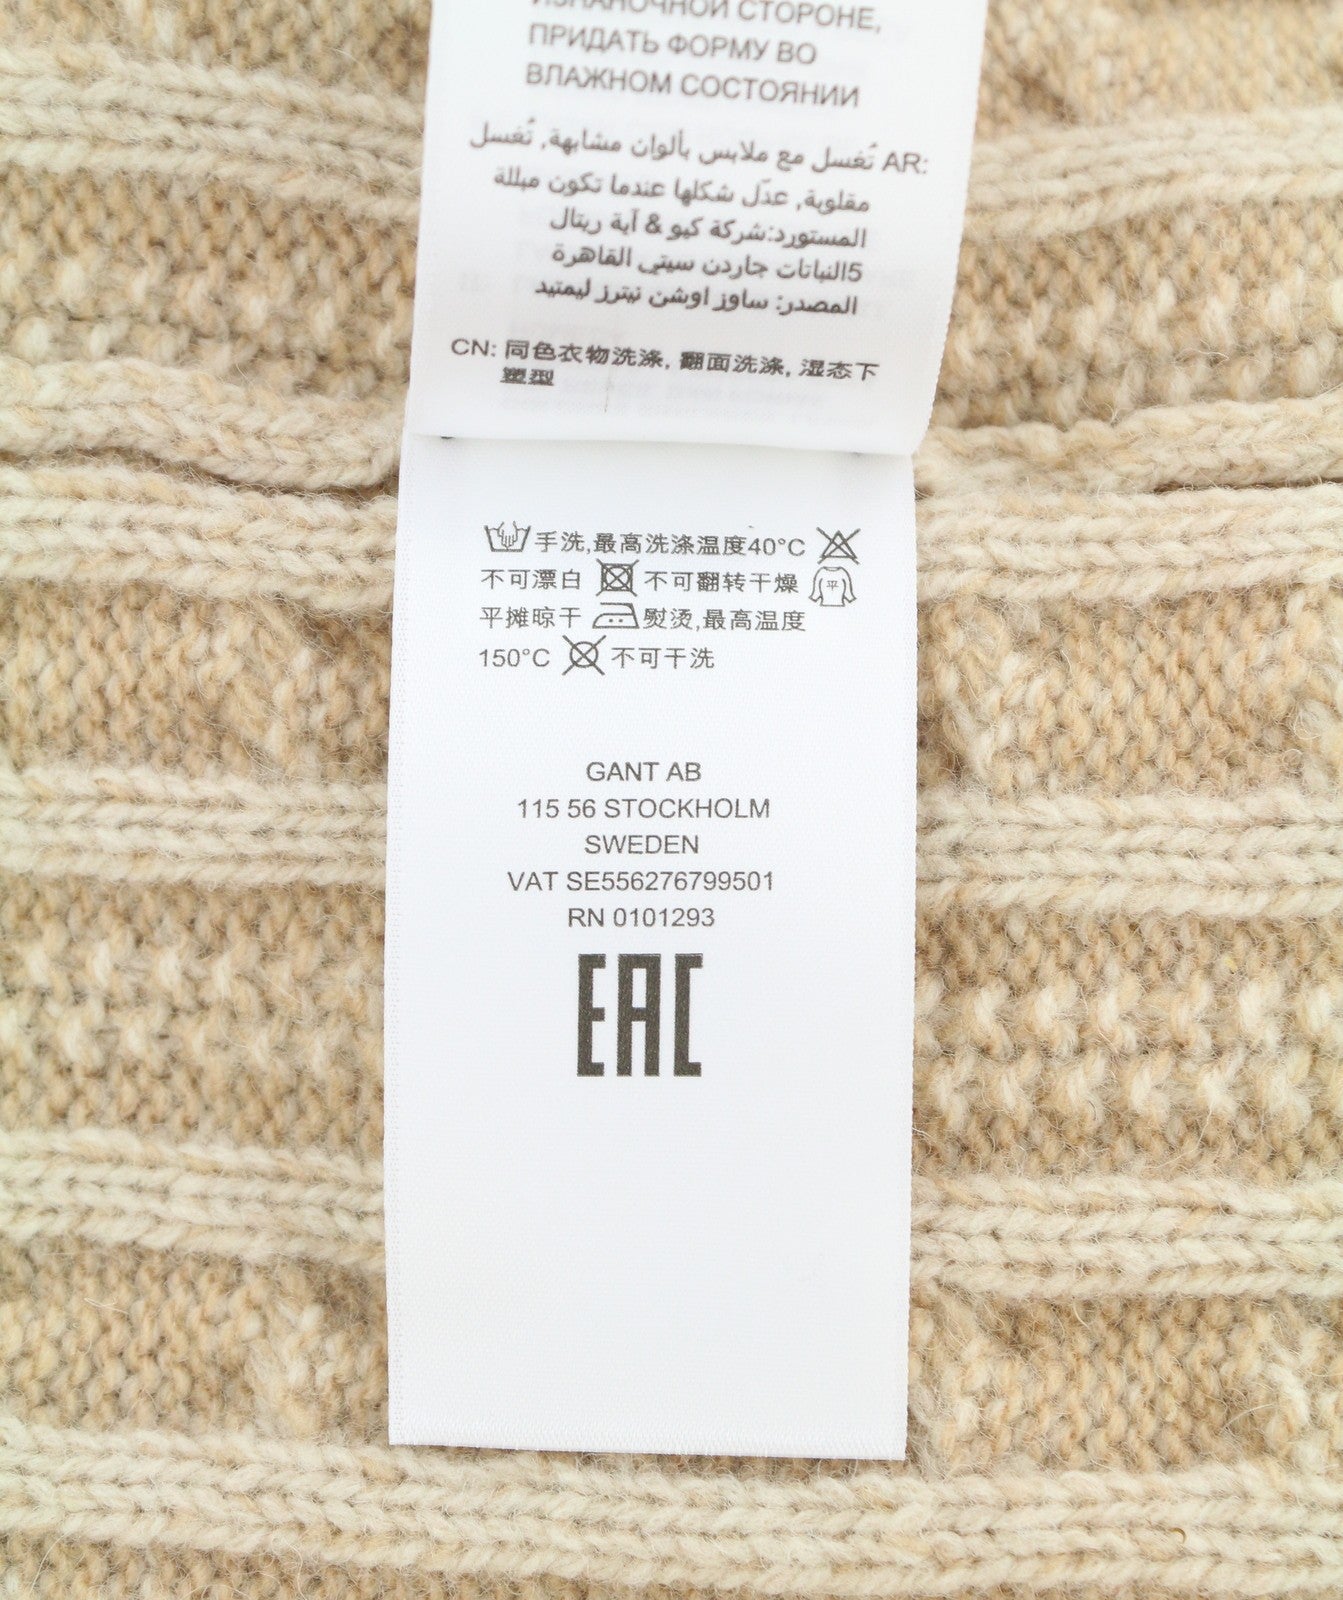 ИЗНАНОЧНОЙ СТОРОНЕ,
ПРИДАТЬ ФОРМУ ВО
ВЛАЖНОМ СОСТОЯНИИ
AR: تُغسل مع ملابس بألوان مشابهة, تُغسل
مقلوبة, عدّل شكلها عندما تكون مبللة
المستورد:شركة كيو & آية ريتال
5النباتات جاردن سيتي القاهرة
المصدر: ساوز اوشن نيترز ليمتيد
CN: 同色衣物洗涤, 翻面洗涤, 湿态下
塑型
手洗,最高洗涤温度40°C
不可漂白 不可翻转干燥 平
平摊晾干 熨烫,最高温度
150°C 不可干洗
GANT AB
115 56 STOCKHOLM
SWEDEN
VAT SE556276799501
RN 0101293
EAC